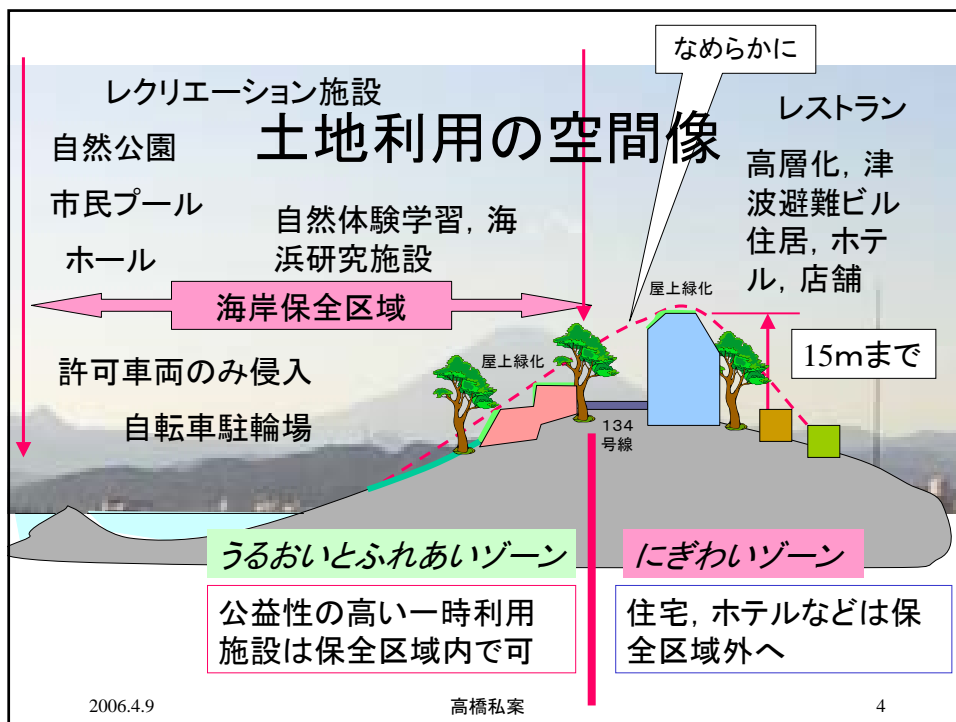 なめらかに
レクリエーション施設
土地利用の空間像
レストラン
自然公園
市民プール
ホール
自然体験学習, 海
浜研究施設
高層化, 津
波避難ビル
住居, ホテ
ル, 店舗
海岸保全区域
屋上緑化
15mまで
許可車両のみ侵入
屋上緑化
自転車駐輪場
134
号線
うるおいとふれあいゾーン
にぎわいゾーン
公益性の高い一時利用
施設は保全区域内で可
住宅, ホテルなどは保
全区域外へ
2006.4.9
高橋私案
4